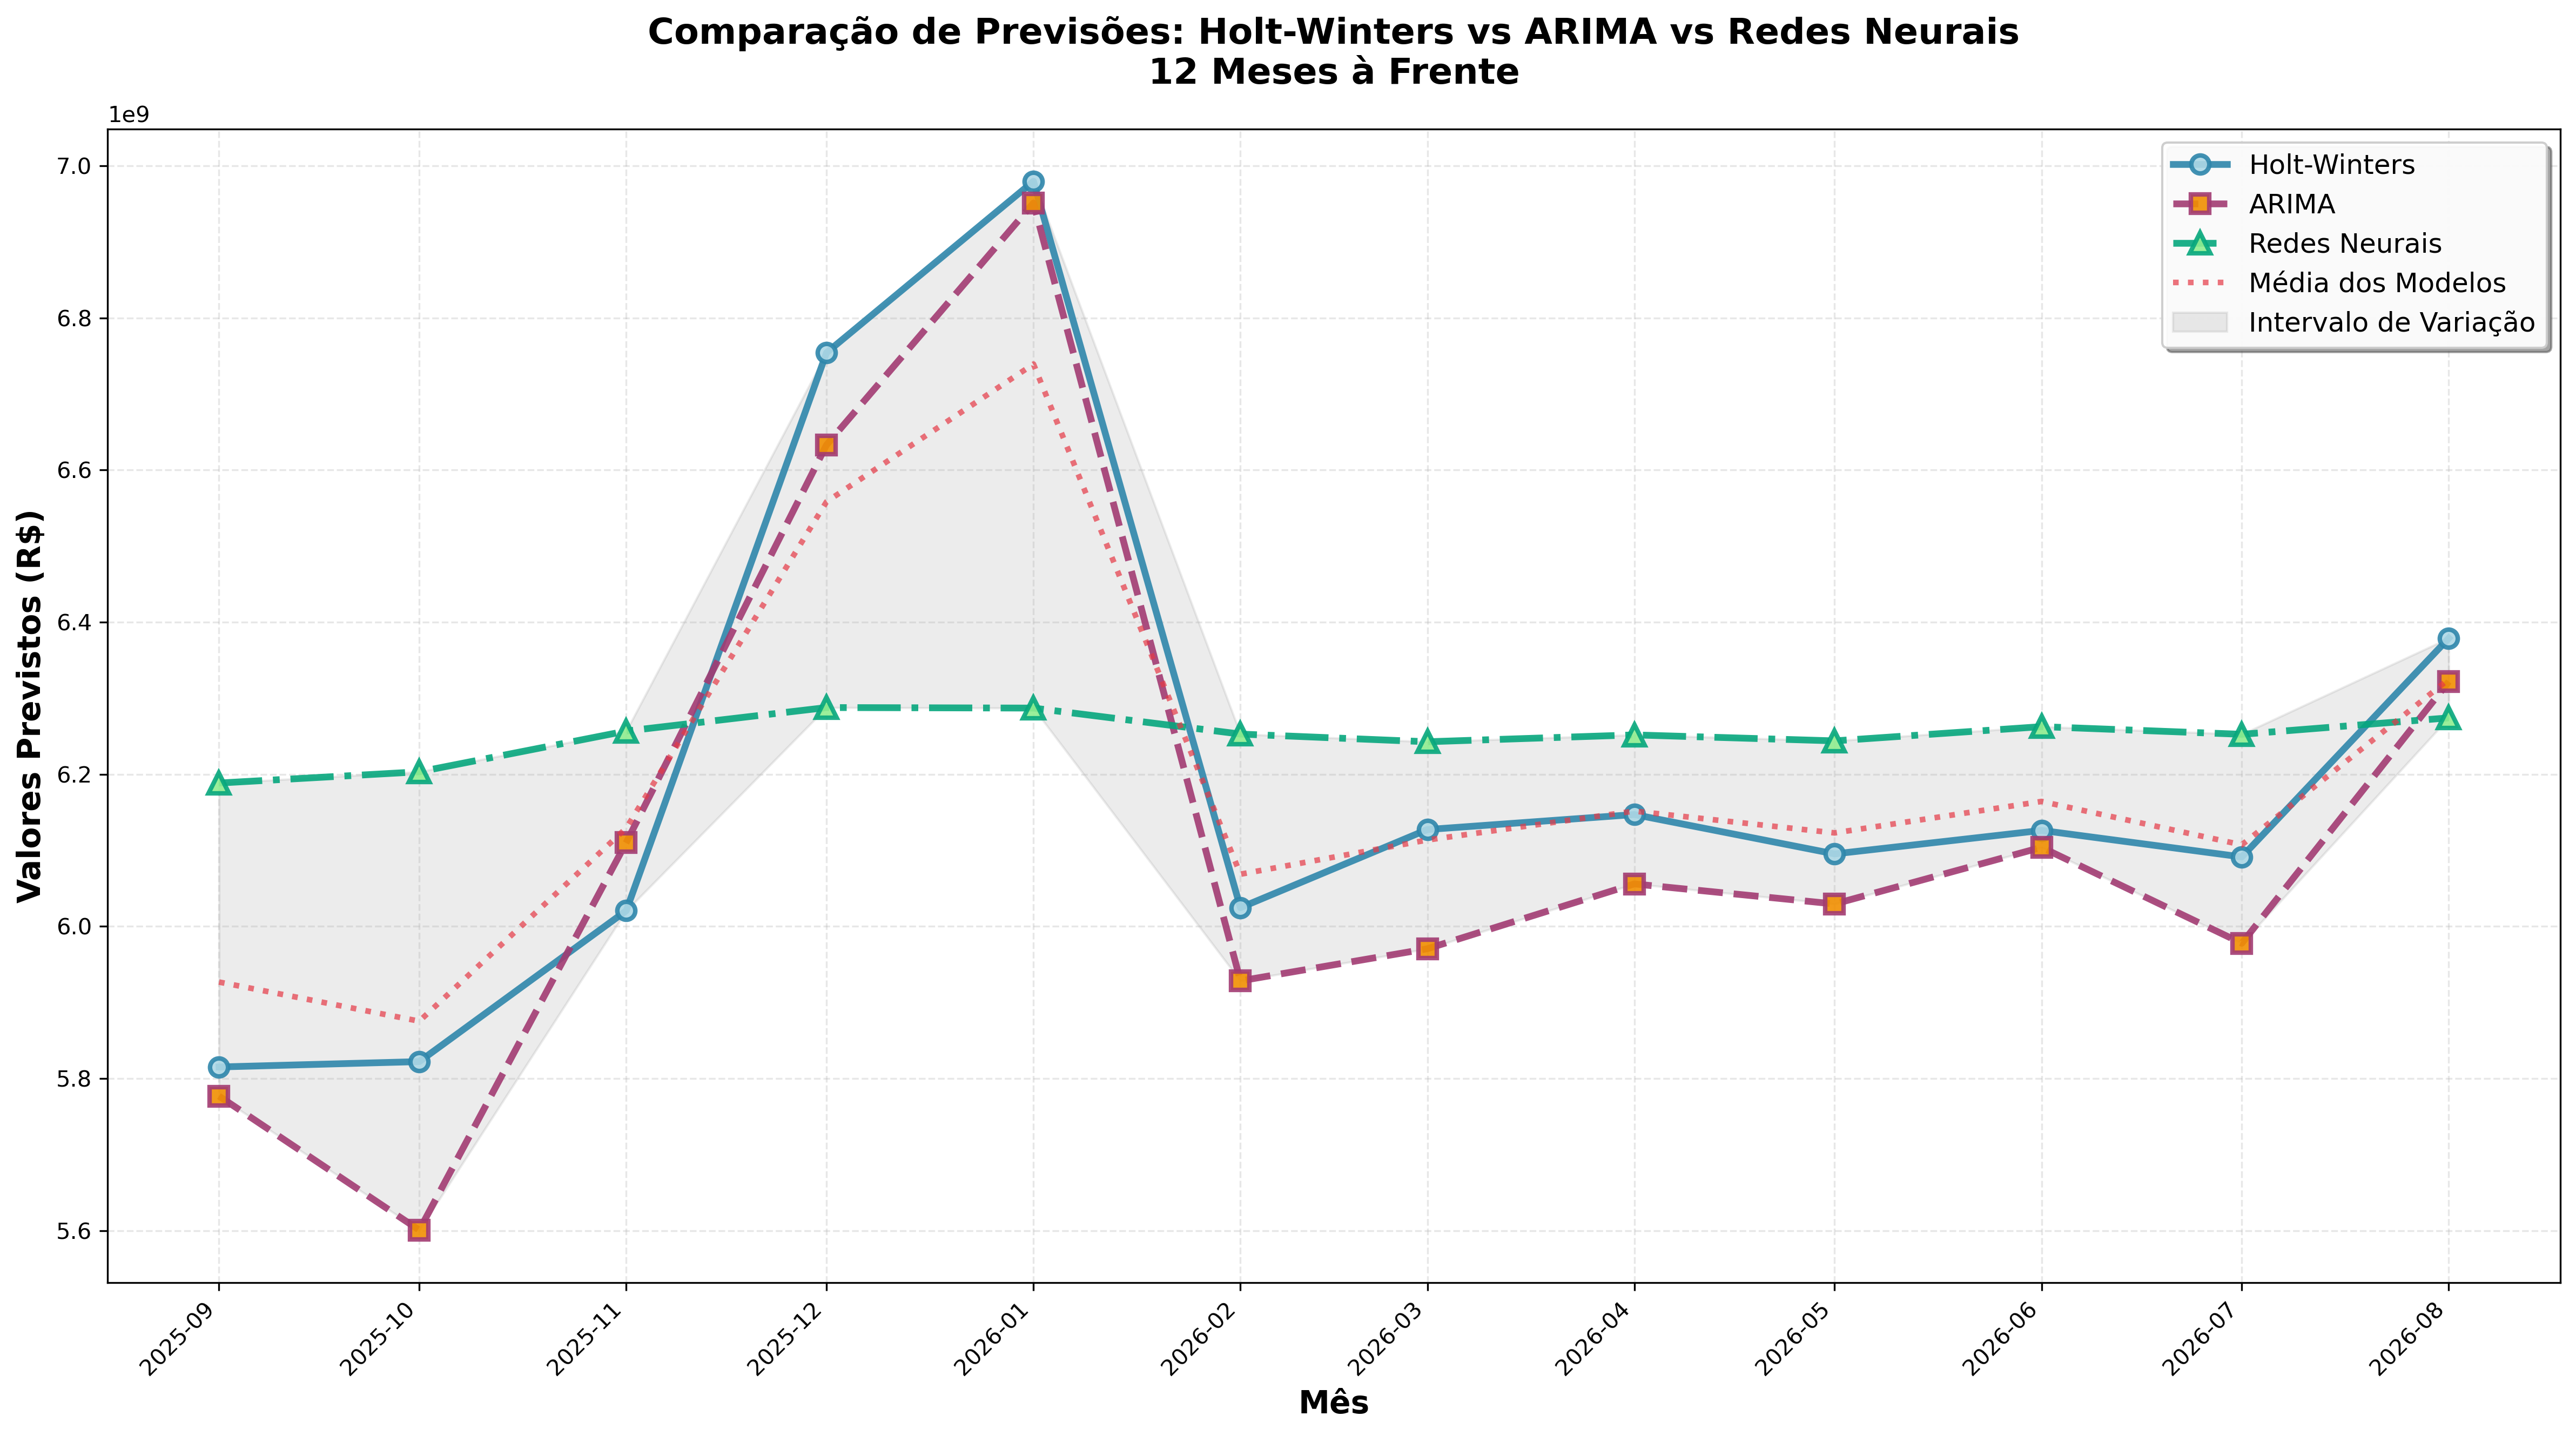 Comparação de Previsões: Holt-Winters vs ARIMA vs Redes Neurais
12 Meses à Frente
1e9
7.0
6.8
6.6
6.4
6.2
6.0
5.8
5.6
Valores Previstos (R$)
Holt-Winters
ARIMA
Redes Neurais
Média dos Modelos
Intervalo de Variação
2025-09
2025-10
2025-11
2025-12
2026-01
2026-02
2026-03
2026-04
2026-05
2026-06
2026-07
2026-08
Mês